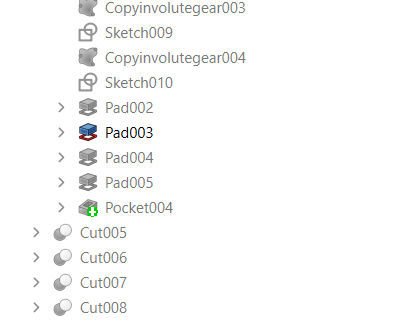 Copyinvolutegear003
Sketch009
Copyinvolutegear004
Sketch010
Pad002
Pad003
Pad004
Pad005
Pocket004
Cut005
Cut006
Cut007
Cut008